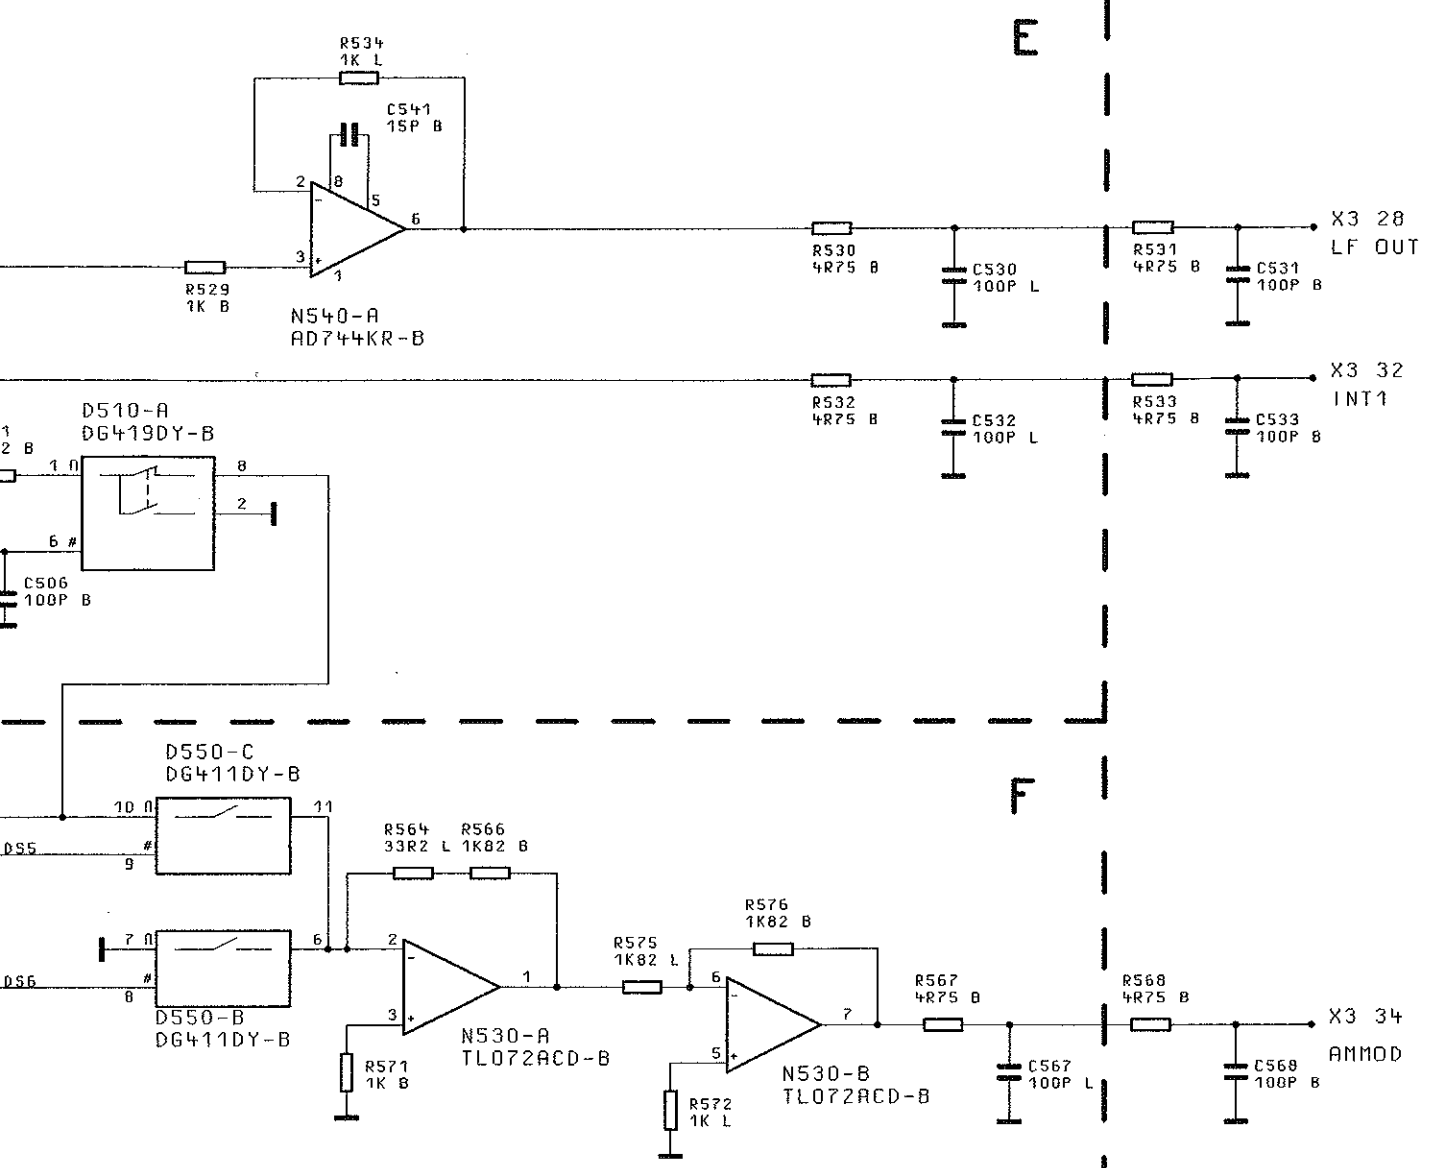 E
R534
1K L
C541
15P B
2
8
5
6
-
3
+
1
R529
1K B
N540-A
AD744KR-B
R530
4R75 B
C530
100P L
R531
4R75 B
C531
100P B
X3 28
LF OUT
R532
4R75 B
C532
100P L
R533
4R75 B
C533
100P B
X3 32
INT1
D510-A
DG419DY-B
1
2 B
1 n
8
2
6 #
C506
100P B
D550-C
DG411DY-B
F
10 n
11
DS5
#
9
R564
33R2 L
R566
1K82 B
7 n
6
DS6
#
8
D550-B
DG411DY-B
2
-
1
3
+
R571
1K B
N530-A
TL072ACD-B
R575
1K82 L
R576
1K82 B
6
-
7
5
+
R572
1K L
N530-B
TL072ACD-B
R567
4R75 B
C567
100P L
R568
4R75 B
C568
100P B
X3 34
AMMOD